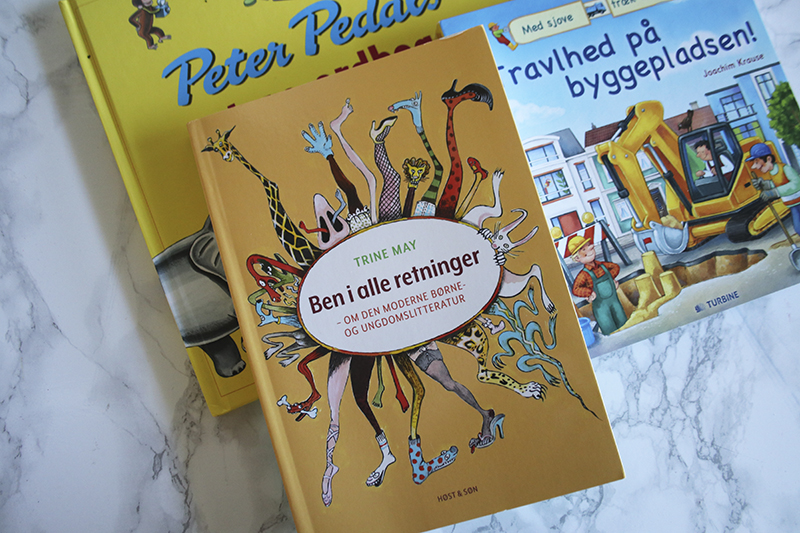 Peter Pedals
Med sjove
Travlhed på
byggepladsen!
Joachim Krause
TURBINE
TRINE MAY
Ben i alle retninger
- OM DEN MODERNE BØRNE-
OG UNGDOMSLITTERATUR
HØST & SØN